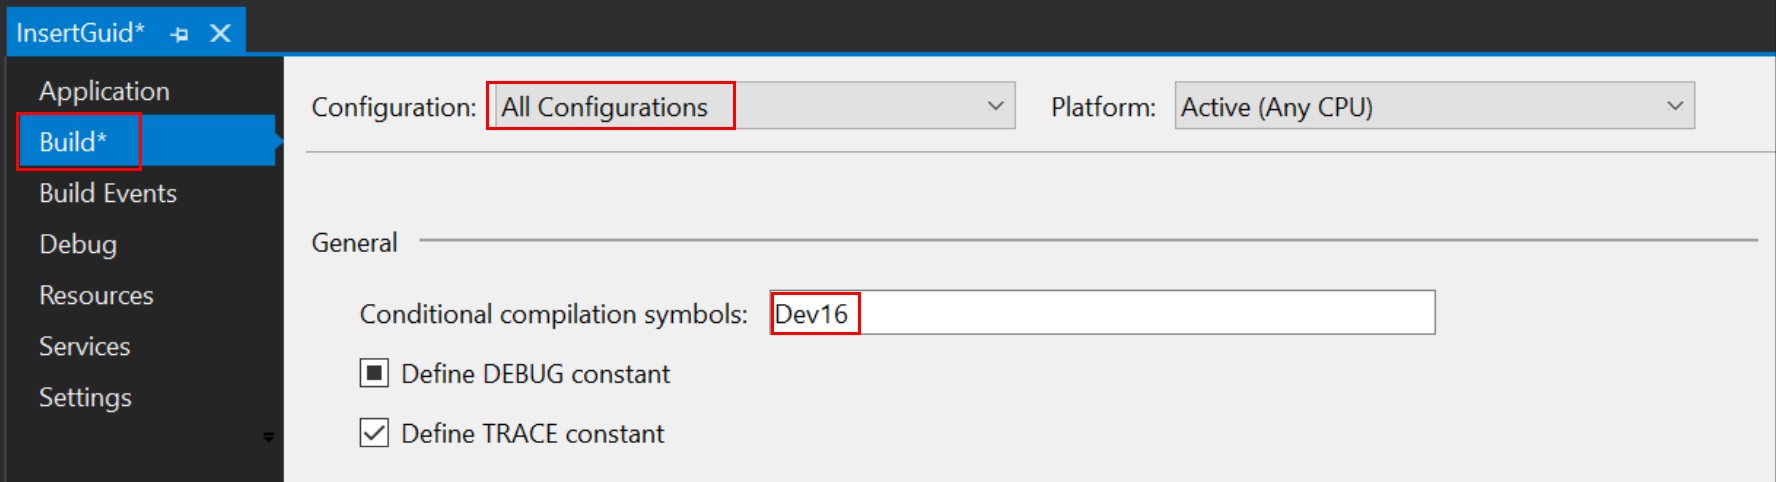 InsertGuid*
Application
Build*
Build Events
Debug
Resources
Services
Settings
Configuration: All Configurations Platform: Active (Any CPU)
General
Conditional compilation symbols: Dev16
Define DEBUG constant
Define TRACE constant